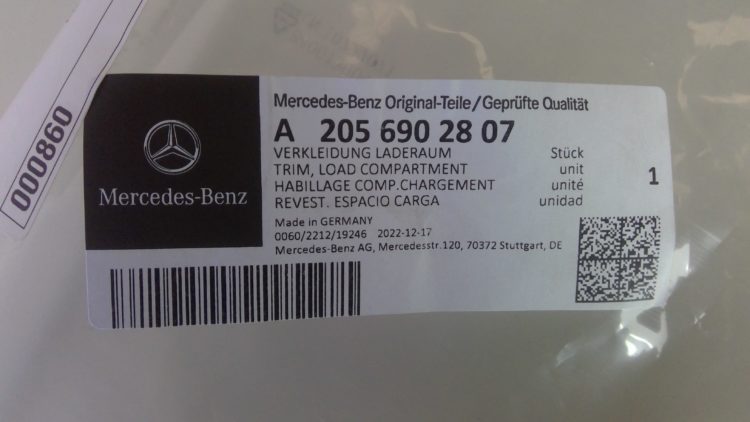 000860
Mercedes-Benz
Mercedes-Benz Original-Teile/Geprüfte Qualität
A 205 690 28 07
VERKLEIDUNG LADERAUM Stück
TRIM, LOAD COMPARTMENT unit
HABILLAGE COMP.CHARGEMENT unité
REVEST. ESPACIO CARGA unidad
1
Made in GERMANY
0060/2212/19246 2022-12-17
Mercedes-Benz AG, Mercedesstr.120, 70372 Stuttgart, DE